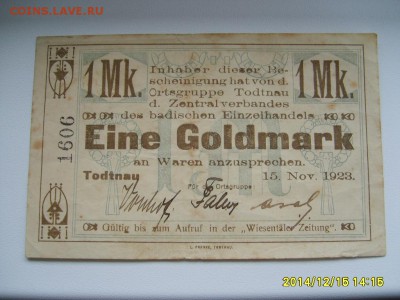 COINS.LAVE.RU
1 Mk.
Inhaber dieser Be-
scheinigung hat von d.
Ortsgruppe Todtnau
d. Zentralverbandes
des badischen Einzelhandels
1 Mk.
1606
Eine Goldmark
an Waren anzusprechen.
Todtnau
15. Nov. 1923.
Für die Ortsgruppe
Gültig bis zum Aufruf in der "Wiesentäler Zeitung".
2014/12/15 14:15